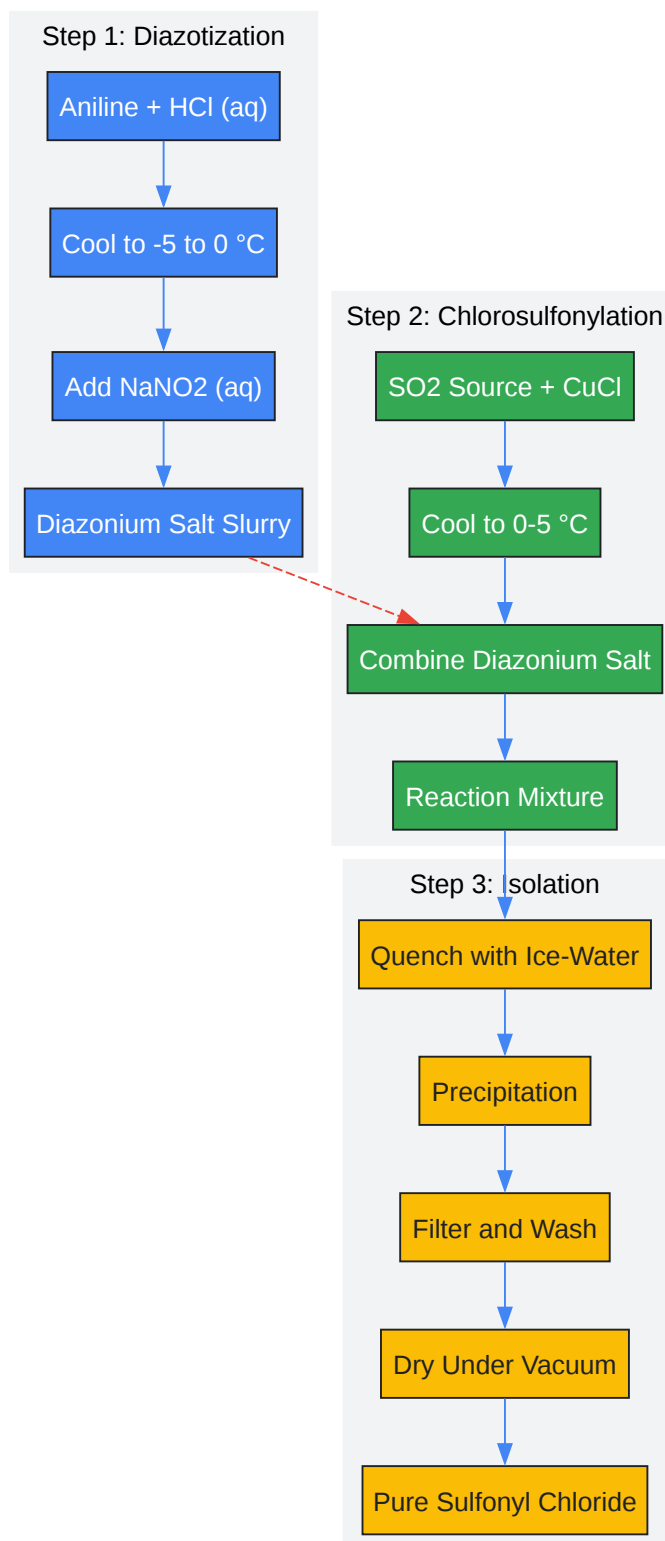 Step 1: Diazotization
Aniline + HCl (aq)
Cool to -5 to 0 °C
Add NaNO2 (aq)
Diazonium Salt Slurry
Step 2: Chlorosulfonylation
SO2 Source + CuCl
Cool to 0-5 °C
Combine Diazonium Salt
Reaction Mixture
Step 3: Isolation
Quench with Ice-Water
Precipitation
Filter and Wash
Dry Under Vacuum
Pure Sulfonyl Chloride